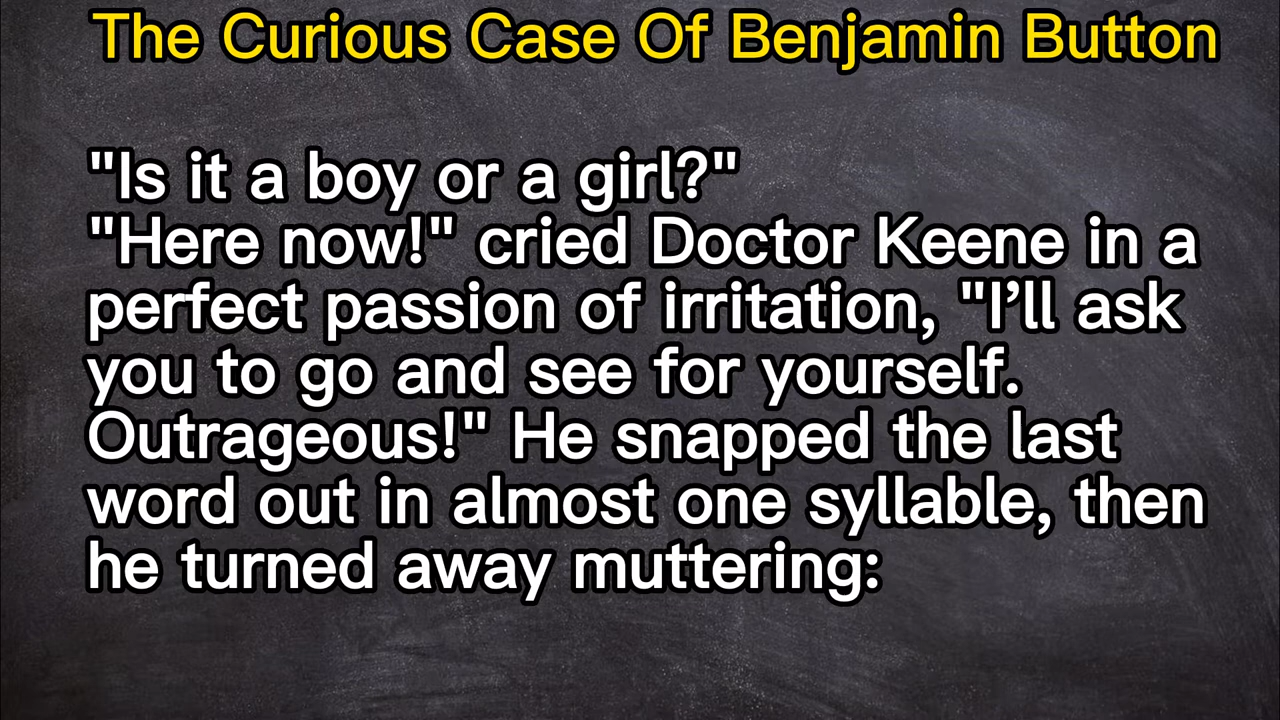 The Curious Case Of Benjamin Button
"Is it a boy or a girl?"
"Here now!" cried Doctor Keene in a
perfect passion of irritation, "I’ll ask
you to go and see for yourself.
Outrageous!" He snapped the last
word out in almost one syllable, then
he turned away muttering: